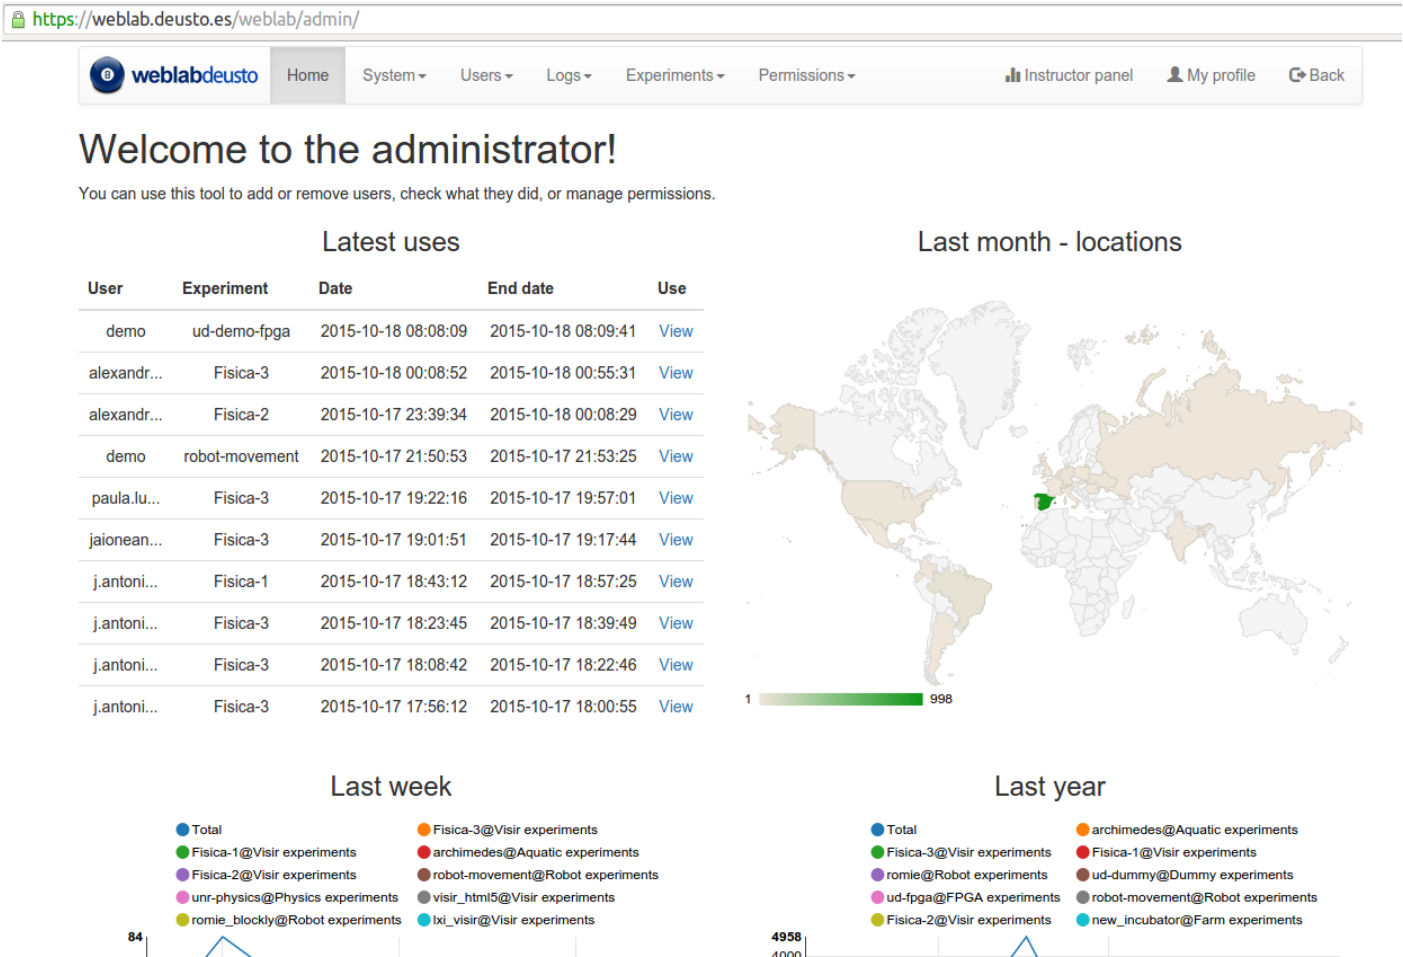 https://weblab.deusto.es/weblab/admin/
weblabdeusto Home System Users Logs Experiments Permissions Instructor panel My profile Back
Welcome to the administrator!
You can use this tool to add or remove users, check what they did, or manage permissions.
Latest uses
User Experiment Date End date Use
demo ud-demo-fpga 2015-10-18 08:08:09 2015-10-18 08:09:41 View
alexandr... Fisica-3 2015-10-18 00:08:52 2015-10-18 00:55:31 View
alexandr... Fisica-2 2015-10-17 23:39:34 2015-10-18 00:08:29 View
demo robot-movement 2015-10-17 21:50:53 2015-10-17 21:53:25 View
paula.lu... Fisica-3 2015-10-17 19:22:16 2015-10-17 19:57:01 View
jaionean... Fisica-3 2015-10-17 19:01:51 2015-10-17 19:17:44 View
j.antoni... Fisica-1 2015-10-17 18:43:12 2015-10-17 18:57:25 View
j.antoni... Fisica-3 2015-10-17 18:23:45 2015-10-17 18:39:49 View
j.antoni... Fisica-3 2015-10-17 18:08:42 2015-10-17 18:22:46 View
j.antoni... Fisica-3 2015-10-17 17:56:12 2015-10-17 18:00:55 View
Last month - locations
1 998
Last week
Total Fisica-3@Visir experiments
Fisica-1@Visir experiments archimedes@Aquatic experiments
Fisica-2@Visir experiments robot-movement@Robot experiments
unr-physics@Physics experiments visir_html5@Visir experiments
romie_blockly@Robot experiments lxi_visir@Visir experiments
84
Last year
Total archimedes@Aquatic experiments
Fisica-3@Visir experiments Fisica-1@Visir experiments
romie@Robot experiments ud-dummy@Dummy experiments
ud-fpga@FPGA experiments robot-movement@Robot experiments
Fisica-2@Visir experiments new_incubator@Farm experiments
4958
4000